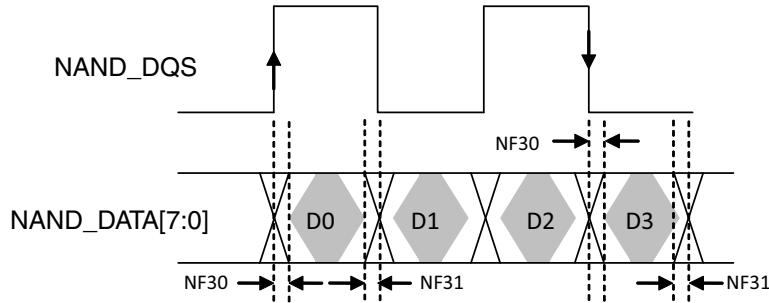 NAND_DQS
NF30
NAND_DATA[7:0]
D0 D1 D2 D3
NF30 NF31 NF31